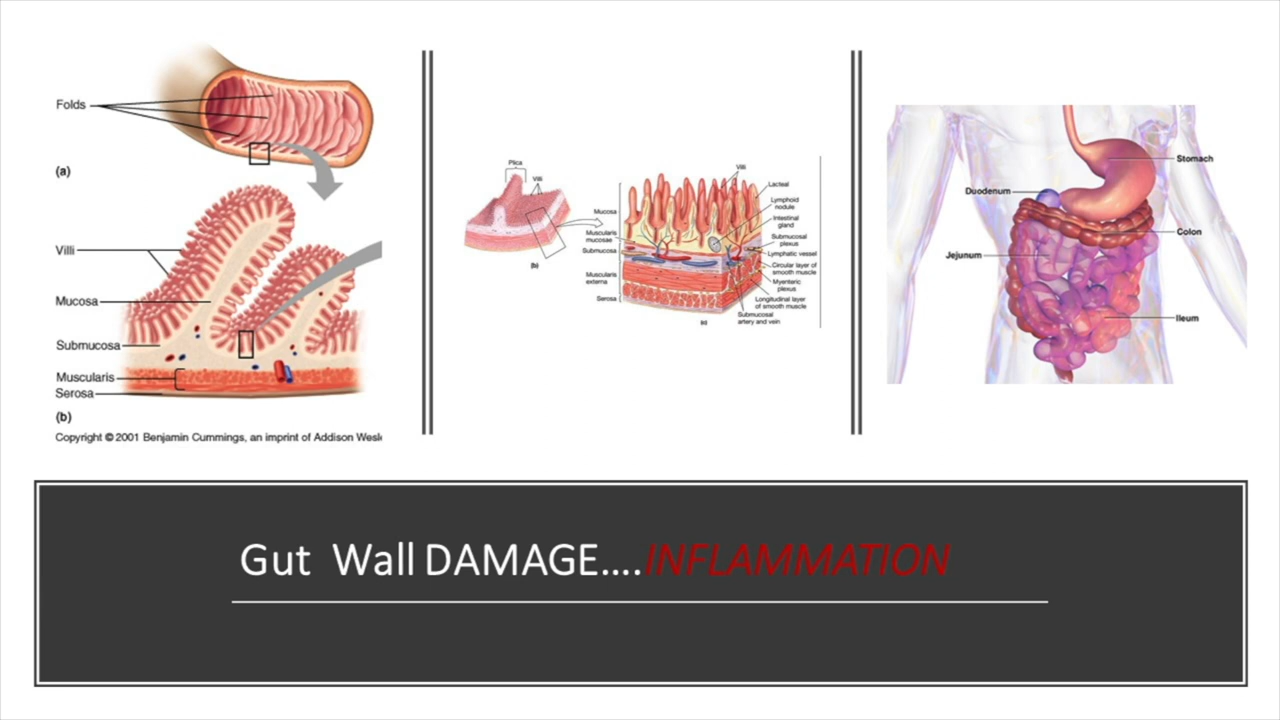 Folds
(a)
Villi
Mucosa
Submucosa
Muscularis
Serosa
(b)
Copyright © 2001 Benjamin Cummings, an imprint of Addison Wesl
Plica
Villi
(b)
Mucosa
Muscularis
mucosae
Submucosa
Muscularis
externa
Serosa
Villi
Lacteal
Lymphoid
nodule
Intestinal
gland
Submucosal
plexus
Lymphatic vessel
Circular layer of
smooth muscle
Myenteric
plexus
Longitudinal layer
of smooth muscle
Submucosal
artery and vein
Stomach
Duodenum
Colon
Jejunum
Ileum
Gut Wall DAMAGE....INFLAMMATION